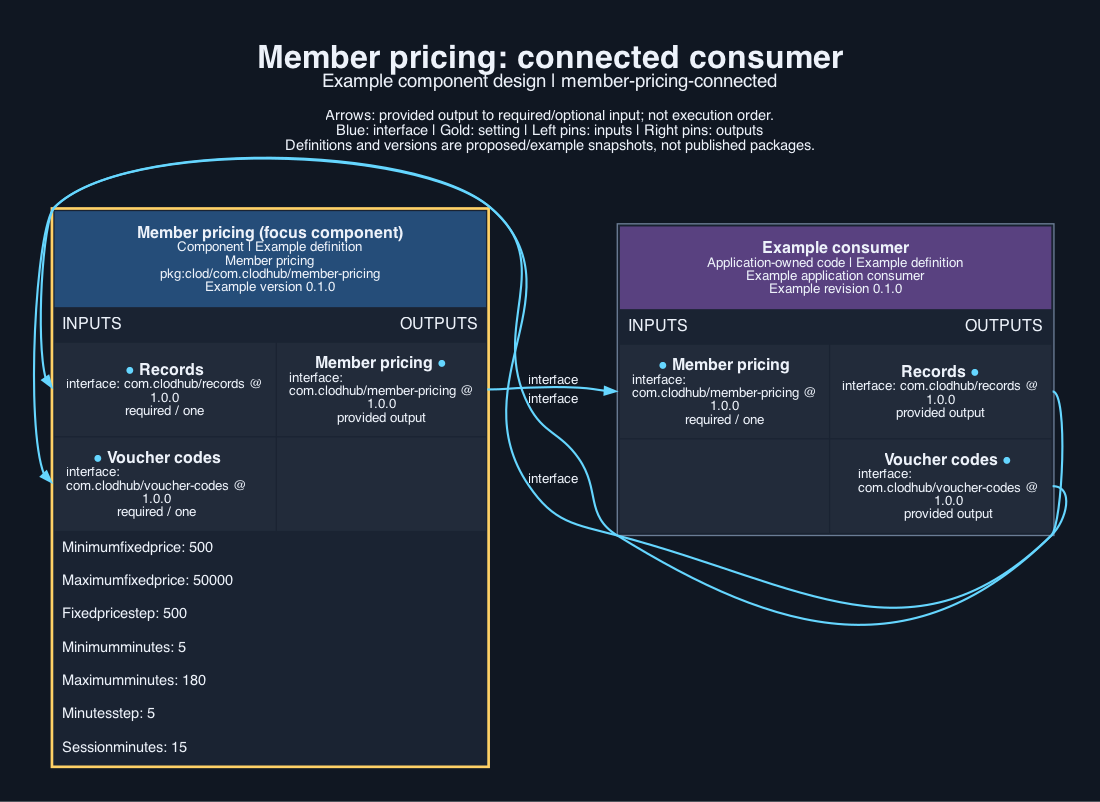 Member pricing: connected consumer
Example component design | member-pricing-connected
Arrows: provided output to required/optional input; not execution order.
Blue: interface | Gold: setting | Left pins: inputs | Right pins: outputs
Definitions and versions are proposed/example snapshots, not published packages.
Member pricing (focus component)
Component | Example definition
Member pricing
pkg:clod/com.clodhub/member-pricing
Example version 0.1.0
INPUTS
OUTPUTS
● Records
interface: com.clodhub/records @
1.0.0
required / one
Member pricing ●
interface:
com.clodhub/member-pricing @
1.0.0
provided output
● Voucher codes
interface:
com.clodhub/voucher-codes @
1.0.0
required / one
Minimumfixedprice: 500
Maximumfixedprice: 50000
Fixedpricestep: 500
Minimumminutes: 5
Maximumminutes: 180
Minutesstep: 5
Sessionminutes: 15
interface
interface
interface
Example consumer
Application-owned code | Example definition
Example application consumer
Example revision 0.1.0
INPUTS
OUTPUTS
● Member pricing
interface:
com.clodhub/member-pricing @
1.0.0
required / one
Records ●
interface: com.clodhub/records @
1.0.0
provided output
Voucher codes ●
interface:
com.clodhub/voucher-codes @
1.0.0
provided output